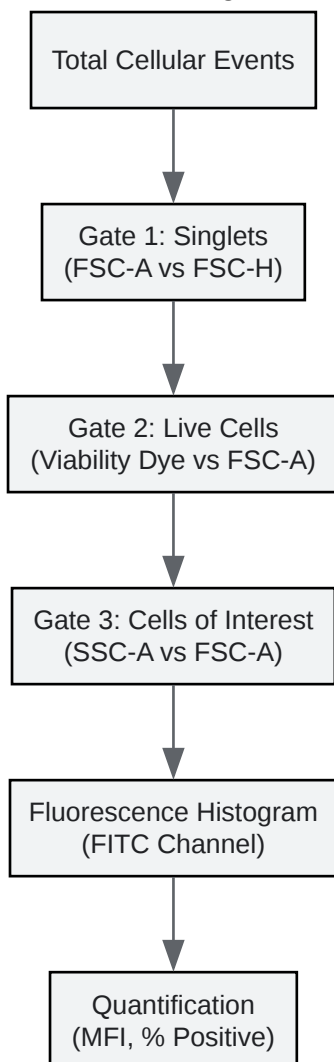 Total Cellular Events
Gate 1: Singlets
(FSC-A vs FSC-H)
Gate 2: Live Cells
(Viability Dye vs FSC-A)
Gate 3: Cells of Interest
(SSC-A vs FSC-A)
Fluorescence Histogram
(FITC Channel)
Quantification
(MFI, % Positive)